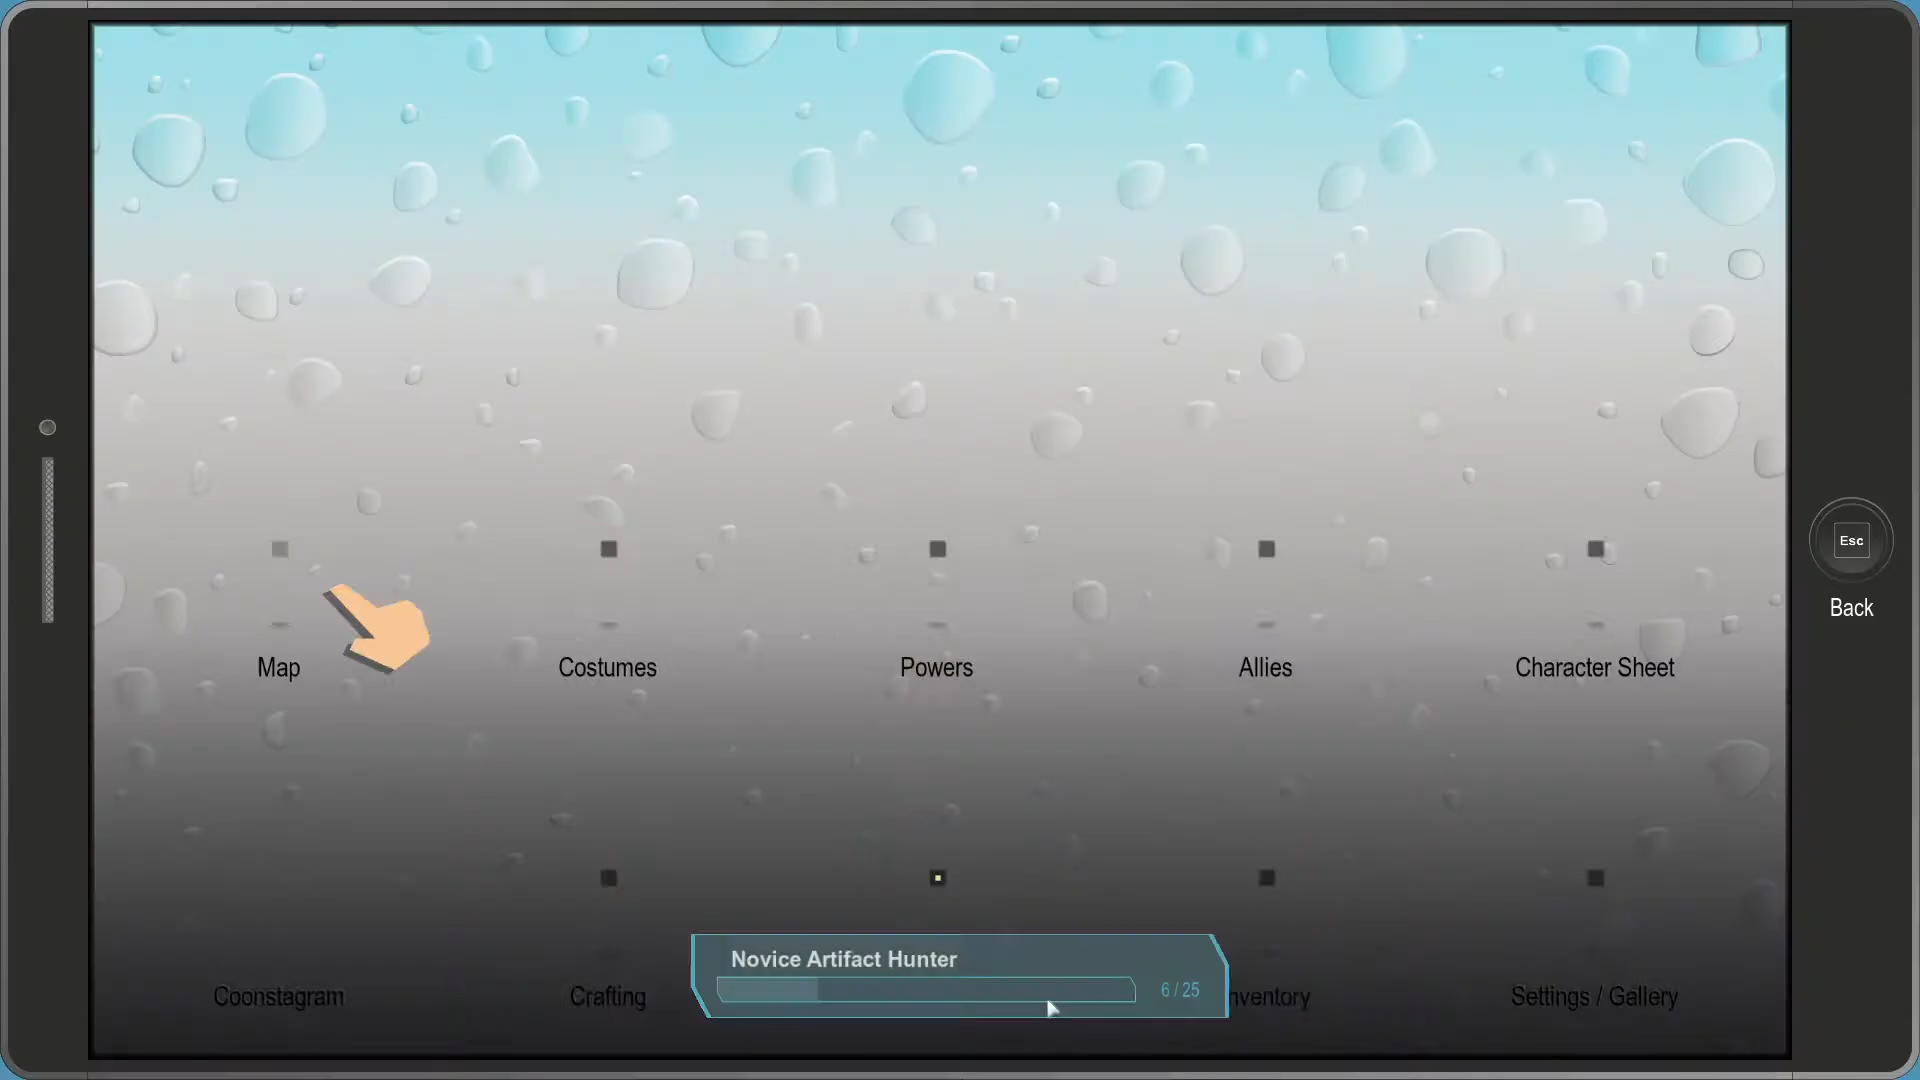 Esc
Back
Map
Costumes
Powers
Allies
Character Sheet
Novice Artifact Hunter
6 / 25
Coonstagram
Crafting
nventory
Settings / Gallery